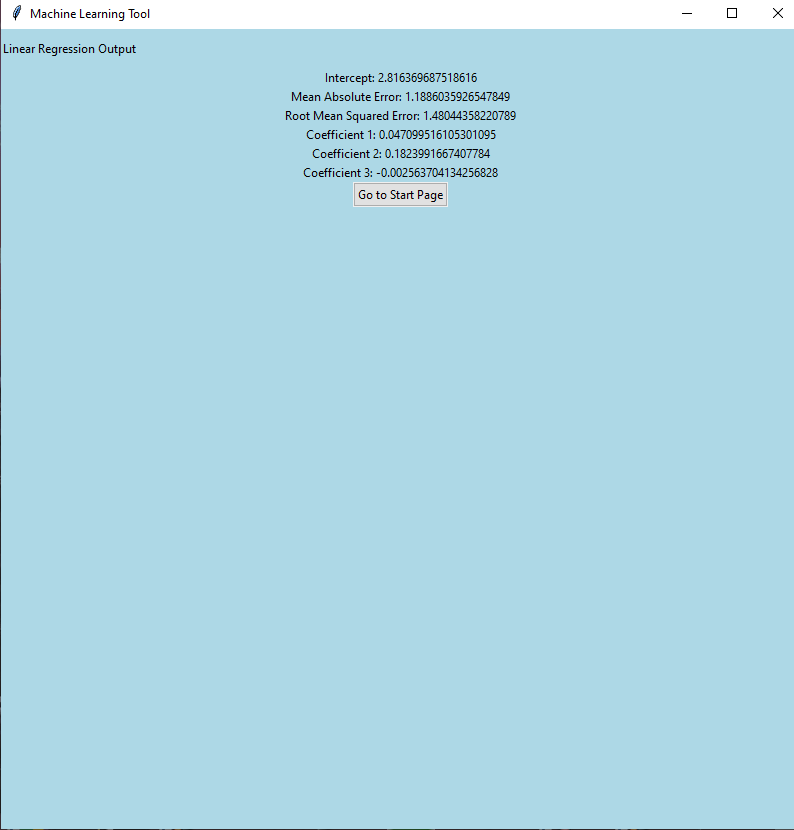 Machine Learning Tool
Linear Regression Output
Intercept: 2.816369687518616
Mean Absolute Error: 1.1886035926547849
Root Mean Squared Error: 1.48044358220789
Coefficient 1: 0.047099516105301095
Coefficient 2: 0.1823991667407784
Coefficient 3: -0.002563704134256828
Go to Start Page